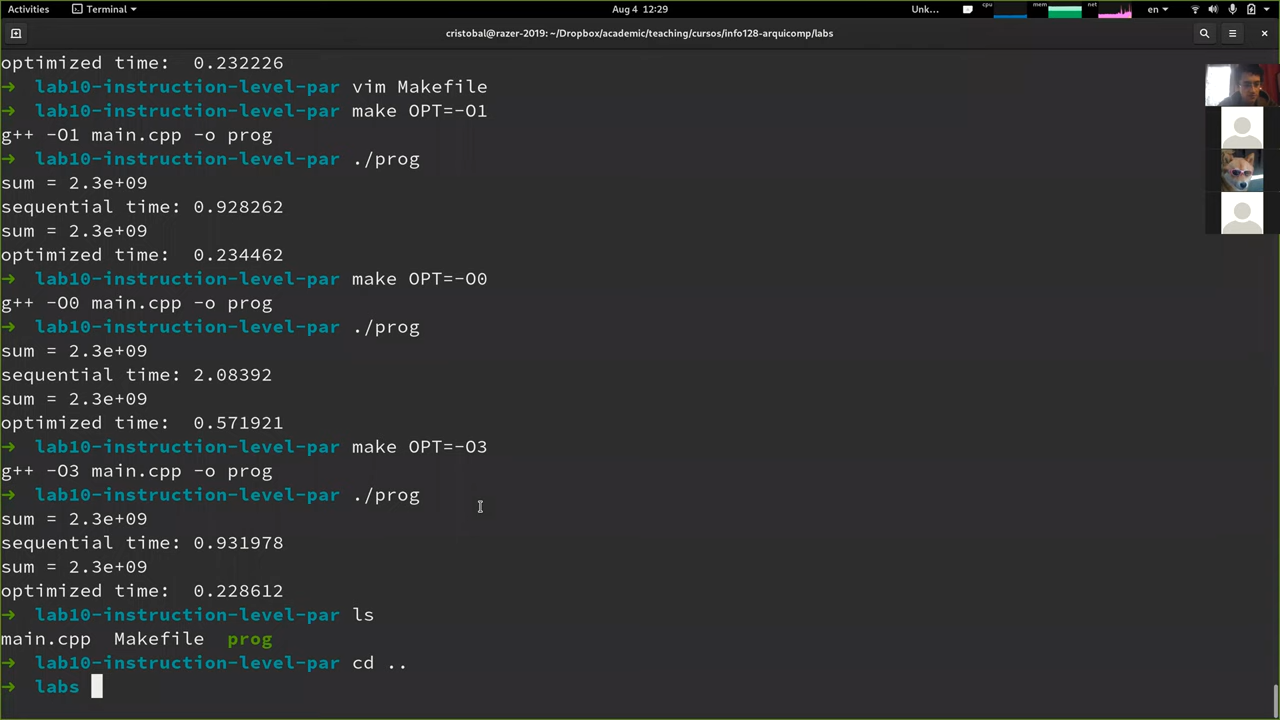 Activities Terminal Aug 4 12:29 Unk... cpu mem net en
cristobal@razer-2019:~/Dropbox/academic/teaching/cursos/info128-arquicomp/labs
optimized time:  0.232226
→  lab10-instruction-level-par vim Makefile
→  lab10-instruction-level-par make OPT=-O1
g++ -O1 main.cpp -o prog
→  lab10-instruction-level-par ./prog
sum = 2.3e+09
sequential time: 0.928262
sum = 2.3e+09
optimized time:  0.234462
→  lab10-instruction-level-par make OPT=-O0
g++ -O0 main.cpp -o prog
→  lab10-instruction-level-par ./prog
sum = 2.3e+09
sequential time: 2.08392
sum = 2.3e+09
optimized time:  0.571921
→  lab10-instruction-level-par make OPT=-O3
g++ -O3 main.cpp -o prog
→  lab10-instruction-level-par ./prog
sum = 2.3e+09
sequential time: 0.931978
sum = 2.3e+09
optimized time:  0.228612
→  lab10-instruction-level-par ls
main.cpp  Makefile  prog
→  lab10-instruction-level-par cd ..
→  labs